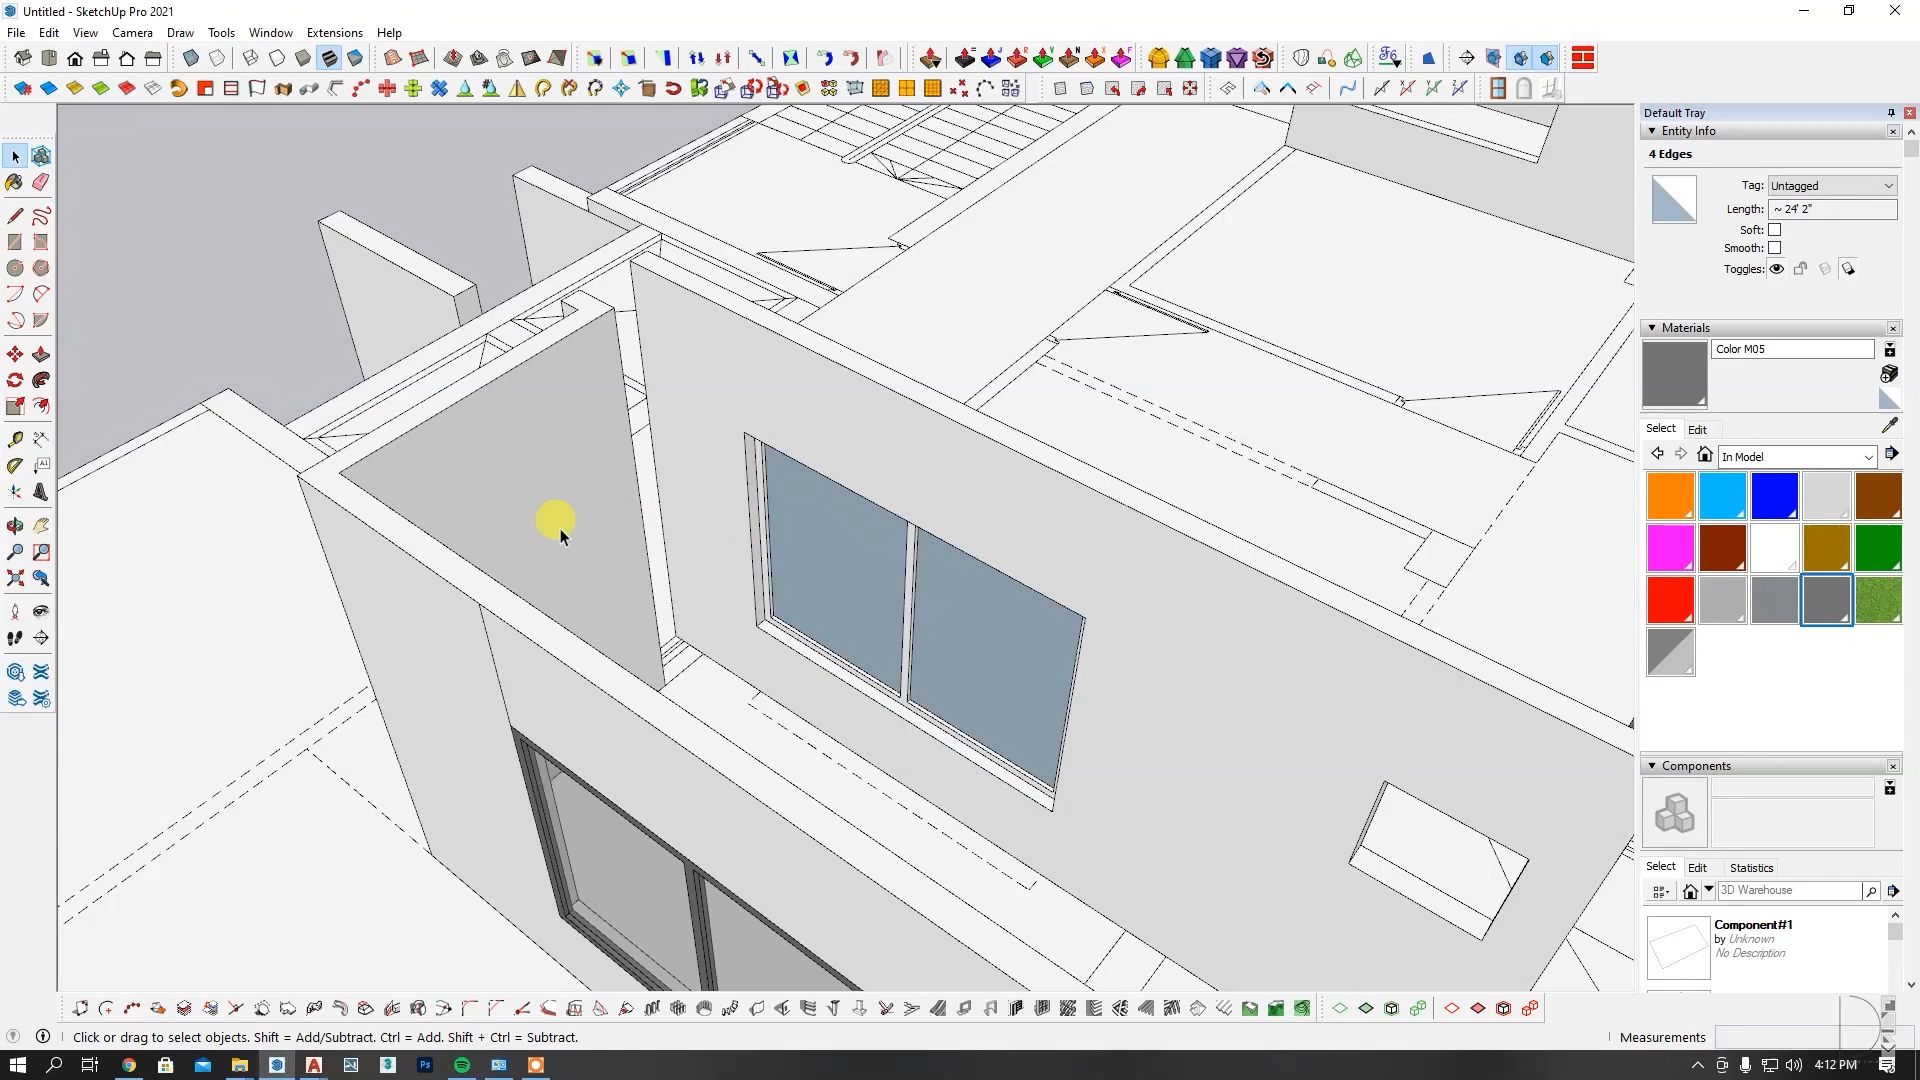 Untitled - SketchUp Pro 2021
File Edit View Camera Draw Tools Window Extensions Help
Default Tray
Entity Info
4 Edges
Tag: Untagged
Length: ~ 24' 2"
Soft:
Smooth:
Toggles:
Materials
Color M05
Select Edit
In Model
Components
Select Edit Statistics
3D Warehouse
Component#1
by Unknown
No Description
Click or drag to select objects. Shift = Add/Subtract. Ctrl = Add. Shift + Ctrl = Subtract.
Measurements
4:12 PM